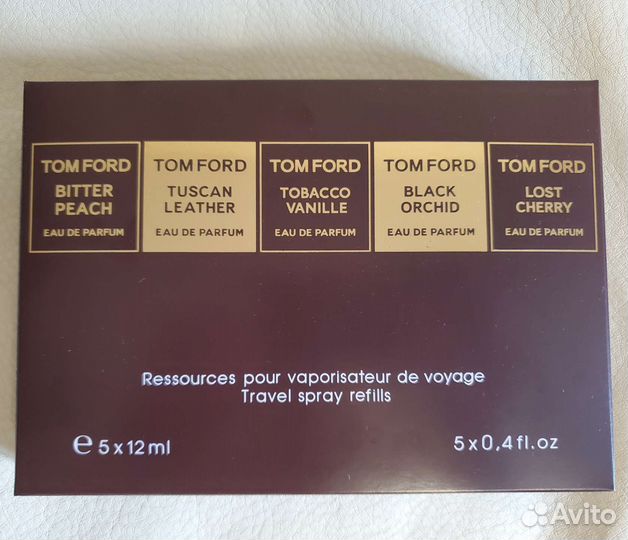 TOM FORD
BITTER
PEACH
EAU DE PARFUM
TOM FORD
TUSCAN
LEATHER
EAU DE PARFUM
TOM FORD
TOBACCO
VANILLE
EAU DE PARFUM
TOM FORD
BLACK
ORCHID
EAU DE PARFUM
TOM FORD
LOST
CHERRY
EAU DE PARFUM
Ressources pour vaporisateur de voyage
Travel spray refills
e 5 x 12 ml
5 x 0,4 fl.oz
Avito